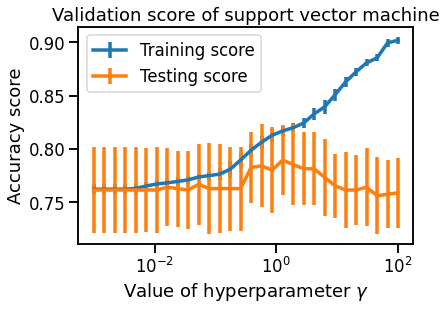 Validation score of support vector machine
Training score
Testing score
0.90
0.85
0.80
0.75
Accuracy score
10⁻²
10⁰
10²
Value of hyperparameter γ